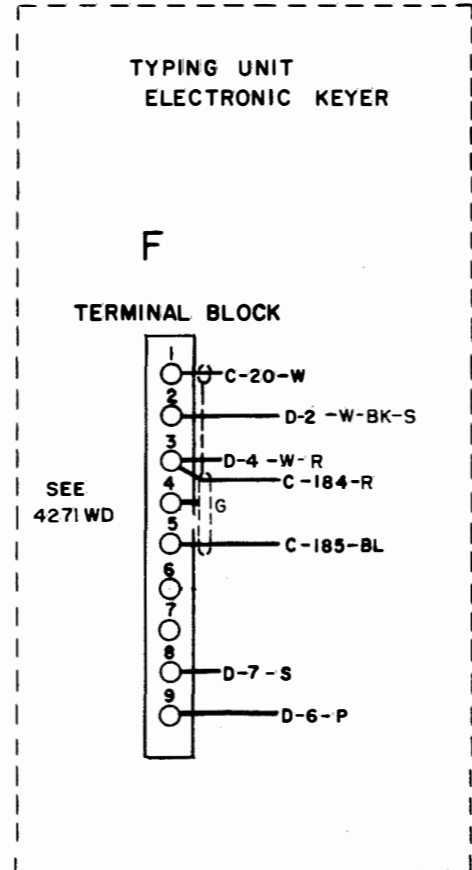 TYPING UNIT
ELECTRONIC KEYER
F
TERMINAL BLOCK
1
C-20-W
2
D-2-W-BK-S
3
D-4-W-R
C-184-R
SEE
4271WD
4
G
5
C-185-BL
6
7
8
D-7-S
9
D-6-P